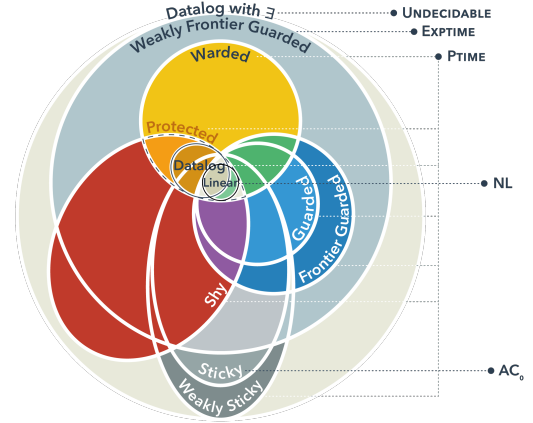 Datalog with ∃
UNDECIDABLE
Weakly Frontier Guarded
EXPTIME
Warded
PTIME
Protected
Datalog
Linear
NL
Guarded
Frontier Guarded
Shy
Sticky
AC₀
Weakly Sticky